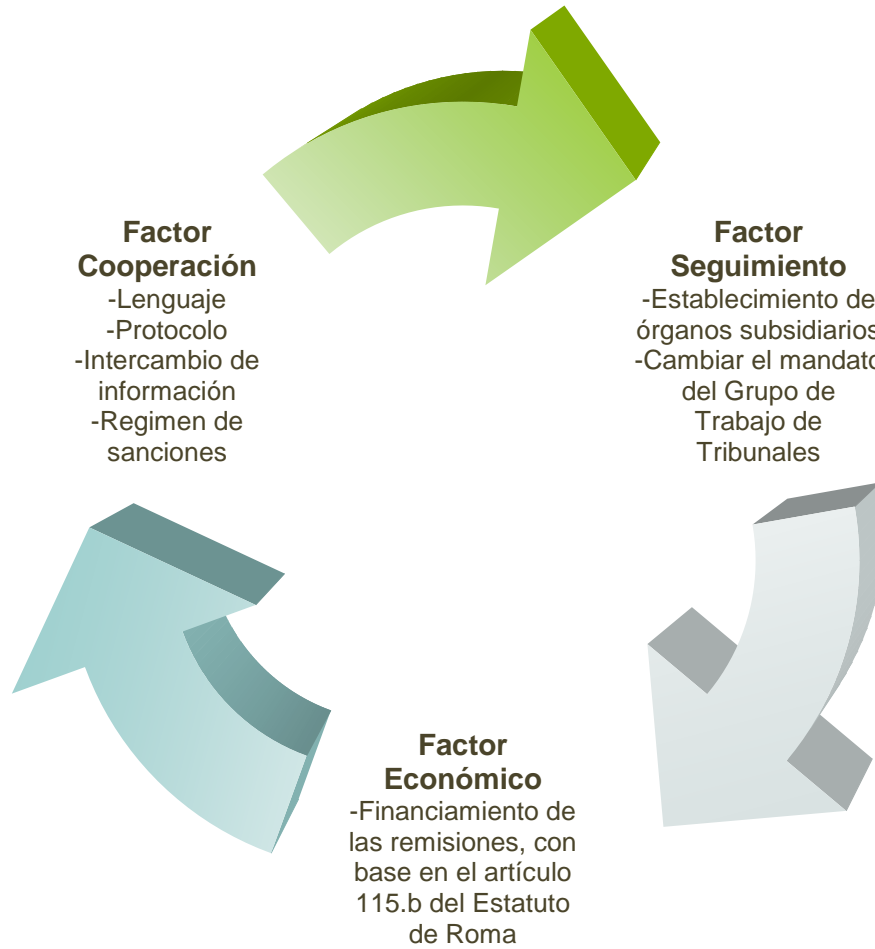 Factor
Cooperación
-Lenguaje
-Protocolo
-Intercambio de
información
-Regimen de
sanciones
Factor
Seguimiento
-Establecimiento de
órganos subsidiarios
-Cambiar el mandato
del Grupo de
Trabajo de
Tribunales
Factor
Económico
-Financiamiento de
las remisiones, con
base en el artículo
115.b del Estatuto
de Roma